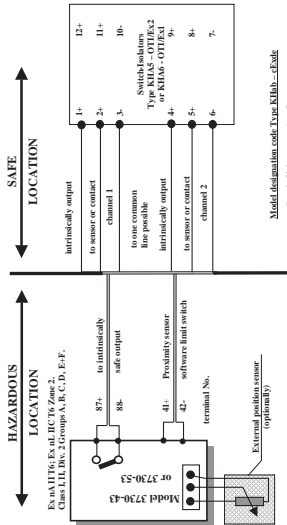 HAZARDOUS
LOCATION
SAFE
LOCATION
Ex nA II T6; Ex nL IIC T6 Zone 2.
Class I, II, Div. 2 Groups A, B, C, D, E+F.
Model 3730-43
or 3730-53
87+
88-
to intrinsically
safe output
41+
42-
Proximity sensor
software limit switch
terminal No.
External position sensor
(optionally)
intrinsically output
to sensor or contact
channel 1
to one common
line possible
intrinsically output
to sensor or contact
channel 2
1+
2+
3-
4+
5+
6-
12+
11+
10-
9+
8+
7-
Switch-Isolators
Type KHA5 – OTI/Ex2
or KHA6 - OTI/Ex1
Model designation code Type KHab – cExde